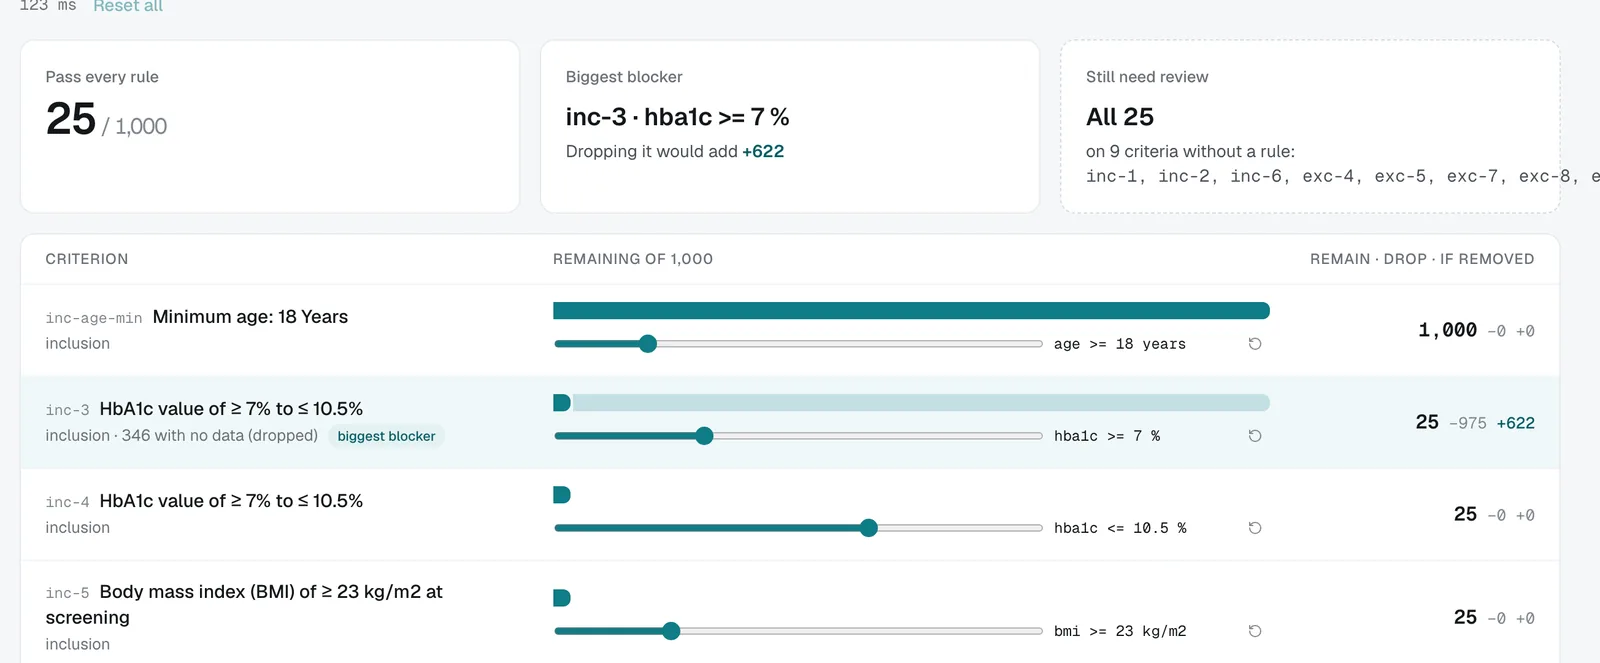 123 ms Reset all
Pass every rule
25 / 1,000
Biggest blocker
inc-3 · hba1c >= 7 %
Dropping it would add +622
Still need review
All 25
on 9 criteria without a rule:
inc-1, inc-2, inc-6, exc-4, exc-5, exc-7, exc-8, e
CRITERION REMAINING OF 1,000 REMAIN · DROP · IF REMOVED
inc-age-min Minimum age: 18 Years
inclusion
age >= 18 years
1,000 −0 +0
inc-3 HbA1c value of ≥ 7% to ≤ 10.5%
inclusion · 346 with no data (dropped) biggest blocker
hba1c >= 7 %
25 −975 +622
inc-4 HbA1c value of ≥ 7% to ≤ 10.5%
inclusion
hba1c <= 10.5 %
25 −0 +0
inc-5 Body mass index (BMI) of ≥ 23 kg/m2 at
screening
inclusion
bmi >= 23 kg/m2
25 −0 +0